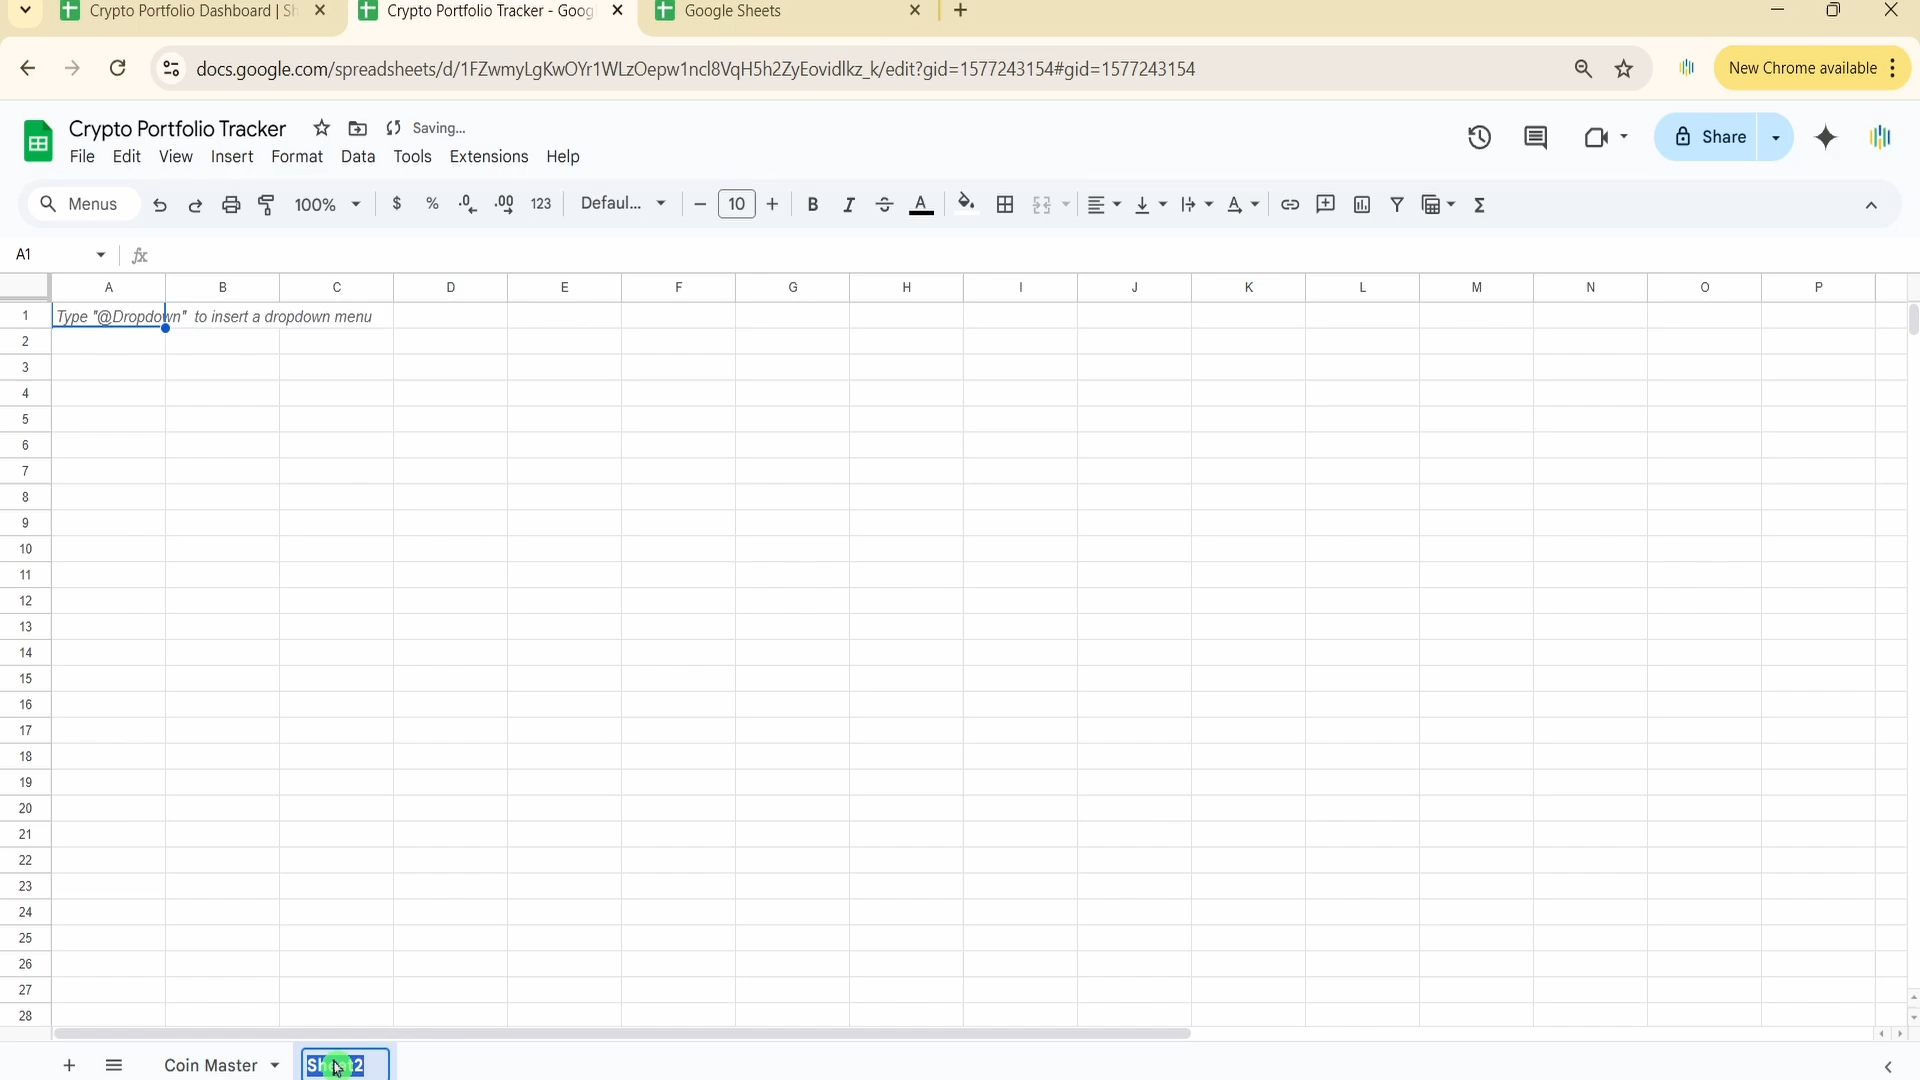 Crypto Portfolio Dashboard | Sh
Crypto Portfolio Tracker - Goog
Google Sheets
docs.google.com/spreadsheets/d/1FZwmyLgKwOYr1WLzOepw1ncl8VqH5h2ZyEovidlkz_k/edit?gid=1577243154#gid=1577243154
New Chrome available
Crypto Portfolio Tracker
Saving...
File Edit View Insert Format Data Tools Extensions Help
Share
Menus
100%
$ % .0 .00 123
Defaul...
10
B I S A
A1
fx
A B C D E F G H I J K L M N O P
1 Type "@Dropdown" to insert a dropdown menu
2
3
4
5
6
7
8
9
10
11
12
13
14
15
16
17
18
19
20
21
22
23
24
25
26
27
28
Coin Master
Sheet2